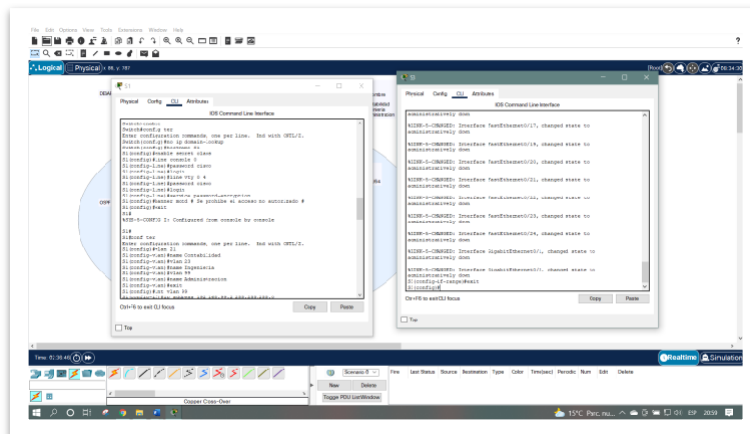 File Edit Options View Tools Extensions Window Help
Logical Physical x: 86, y: 787
[Root] 08:34:30
S1
Physical Config CLI Attributes
IOS Command Line Interface
Switch#config ter
Enter configuration commands, one per line. End with CNTL/Z.
Switch(config)#no ip domain-lookup
S1(config)#enable secret cisco
S1(config)#line console 0
S1(config-line)#password cisco
S1(config-line)#login
S1(config-line)#line vty 0 4
S1(config-line)#password cisco
S1(config-line)#login
S1(config)#banner motd # Se prohibe el acceso no autorizado #
S1(config)#exit
S1#
%SYS-5-CONFIG_I: Configured from console by console
S1#
S1#conf ter
Enter configuration commands, one per line. End with CNTL/Z.
S1(config)#vlan 21
S1(config-vlan)#name Contabilidad
S1(config-vlan)#vlan 23
S1(config-vlan)#name Ingenieria
S1(config-vlan)#vlan 99
S1(config-vlan)#name Administracion
S1(config-vlan)#exit
S1(config)#int vlan 99
Ctrl+F6 to exit CLI focus
Copy Paste
Top
Physical Config CLI Attributes
IOS Command Line Interface
administratively down
%LINK-5-CHANGED: Interface FastEthernet0/17, changed state to
administratively down
%LINK-5-CHANGED: Interface FastEthernet0/19, changed state to
administratively down
%LINK-5-CHANGED: Interface FastEthernet0/20, changed state to
administratively down
%LINK-5-CHANGED: Interface FastEthernet0/21, changed state to
administratively down
%LINK-5-CHANGED: Interface FastEthernet0/22, changed state to
administratively down
%LINK-5-CHANGED: Interface FastEthernet0/23, changed state to
administratively down
%LINK-5-CHANGED: Interface FastEthernet0/24, changed state to
administratively down
%LINK-5-CHANGED: Interface GigabitEthernet0/1, changed state to
administratively down
%LINK-5-CHANGED: Interface GigabitEthernet0/2, changed state to
administratively down
(config-if-range)#exit
(config)#
Ctrl+F6 to exit CLI focus
Copy Paste
Top
Realtime Simulation
Scenario 0
New Delete
Toggle PDU List Window
Fire Last Status Source Destination Type Color Time(sec) Periodic Num Edit Delete
Copper Cross-Over
15°C Parc. nu... ESP 20:59